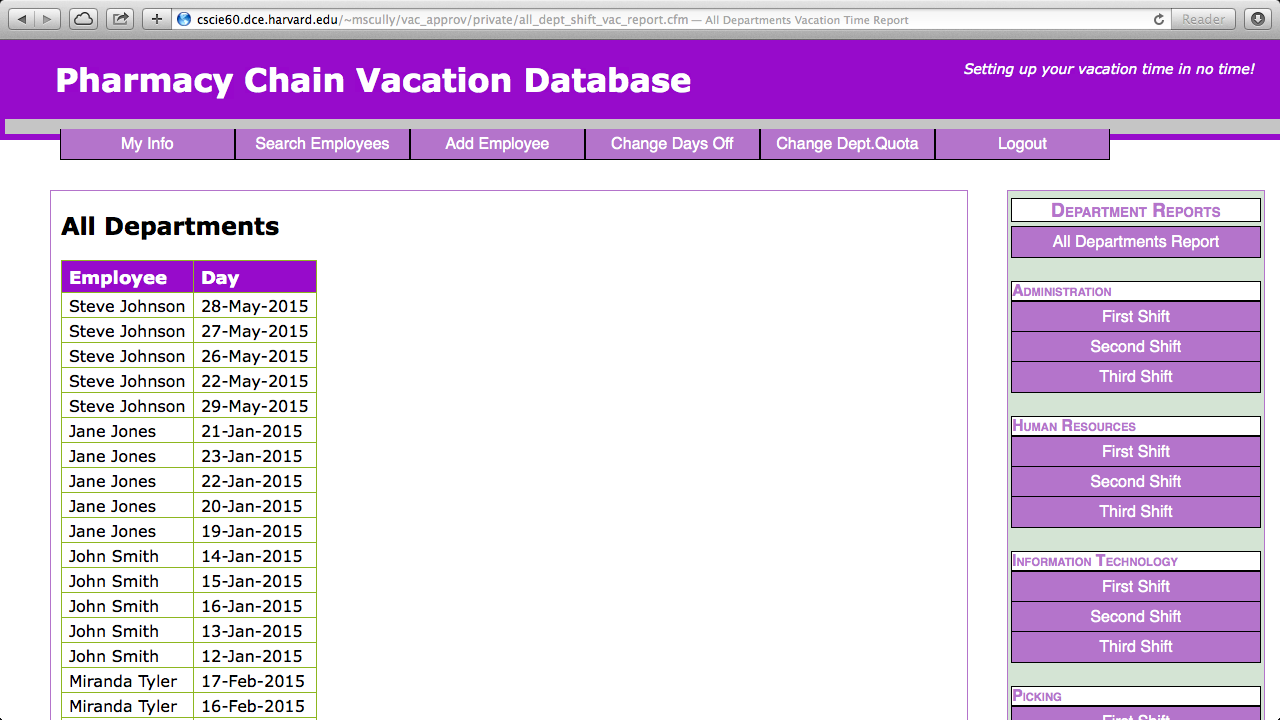 cscie60.dce.harvard.edu/~mscully/vac_approv/private/all_dept_shift_vac_report.cfm — All Departments Vacation Time Report
Reader
Pharmacy Chain Vacation Database
Setting up your vacation time in no time!
My Info Search Employees Add Employee Change Days Off Change Dept.Quota Logout
All Departments
Employee Day
Steve Johnson 28-May-2015
Steve Johnson 27-May-2015
Steve Johnson 26-May-2015
Steve Johnson 22-May-2015
Steve Johnson 29-May-2015
Jane Jones 21-Jan-2015
Jane Jones 23-Jan-2015
Jane Jones 22-Jan-2015
Jane Jones 20-Jan-2015
Jane Jones 19-Jan-2015
John Smith 14-Jan-2015
John Smith 15-Jan-2015
John Smith 16-Jan-2015
John Smith 13-Jan-2015
John Smith 12-Jan-2015
Miranda Tyler 17-Feb-2015
Miranda Tyler 16-Feb-2015
Department Reports
All Departments Report
Administration
First Shift
Second Shift
Third Shift
Human Resources
First Shift
Second Shift
Third Shift
Information Technology
First Shift
Second Shift
Third Shift
Picking
First Shift